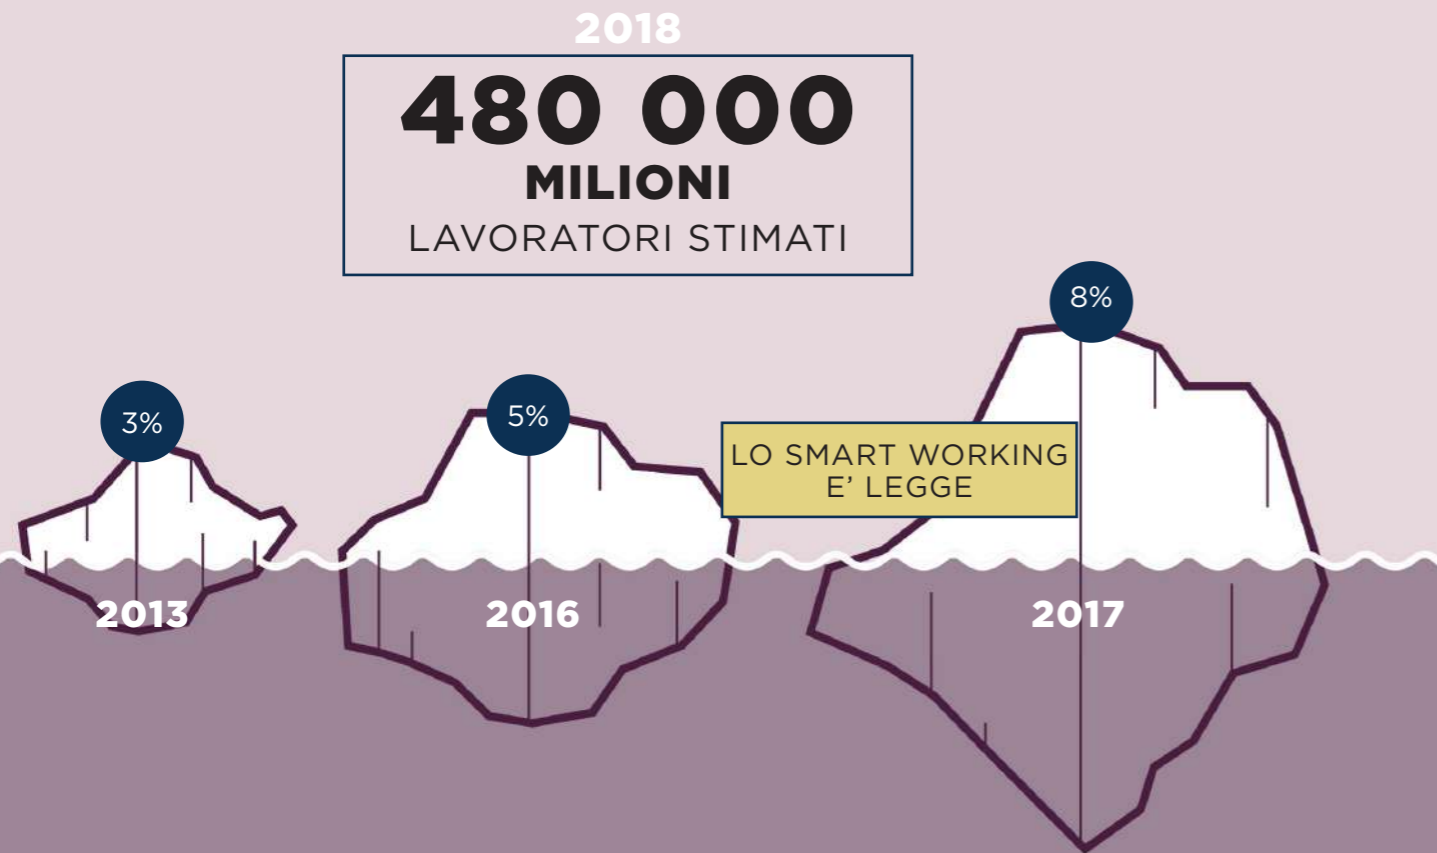 2018
480 000
MILIONI
LAVORATORI STIMATI
8%
3%
5%
LO SMART WORKING
E' LEGGE
2013
2016
2017